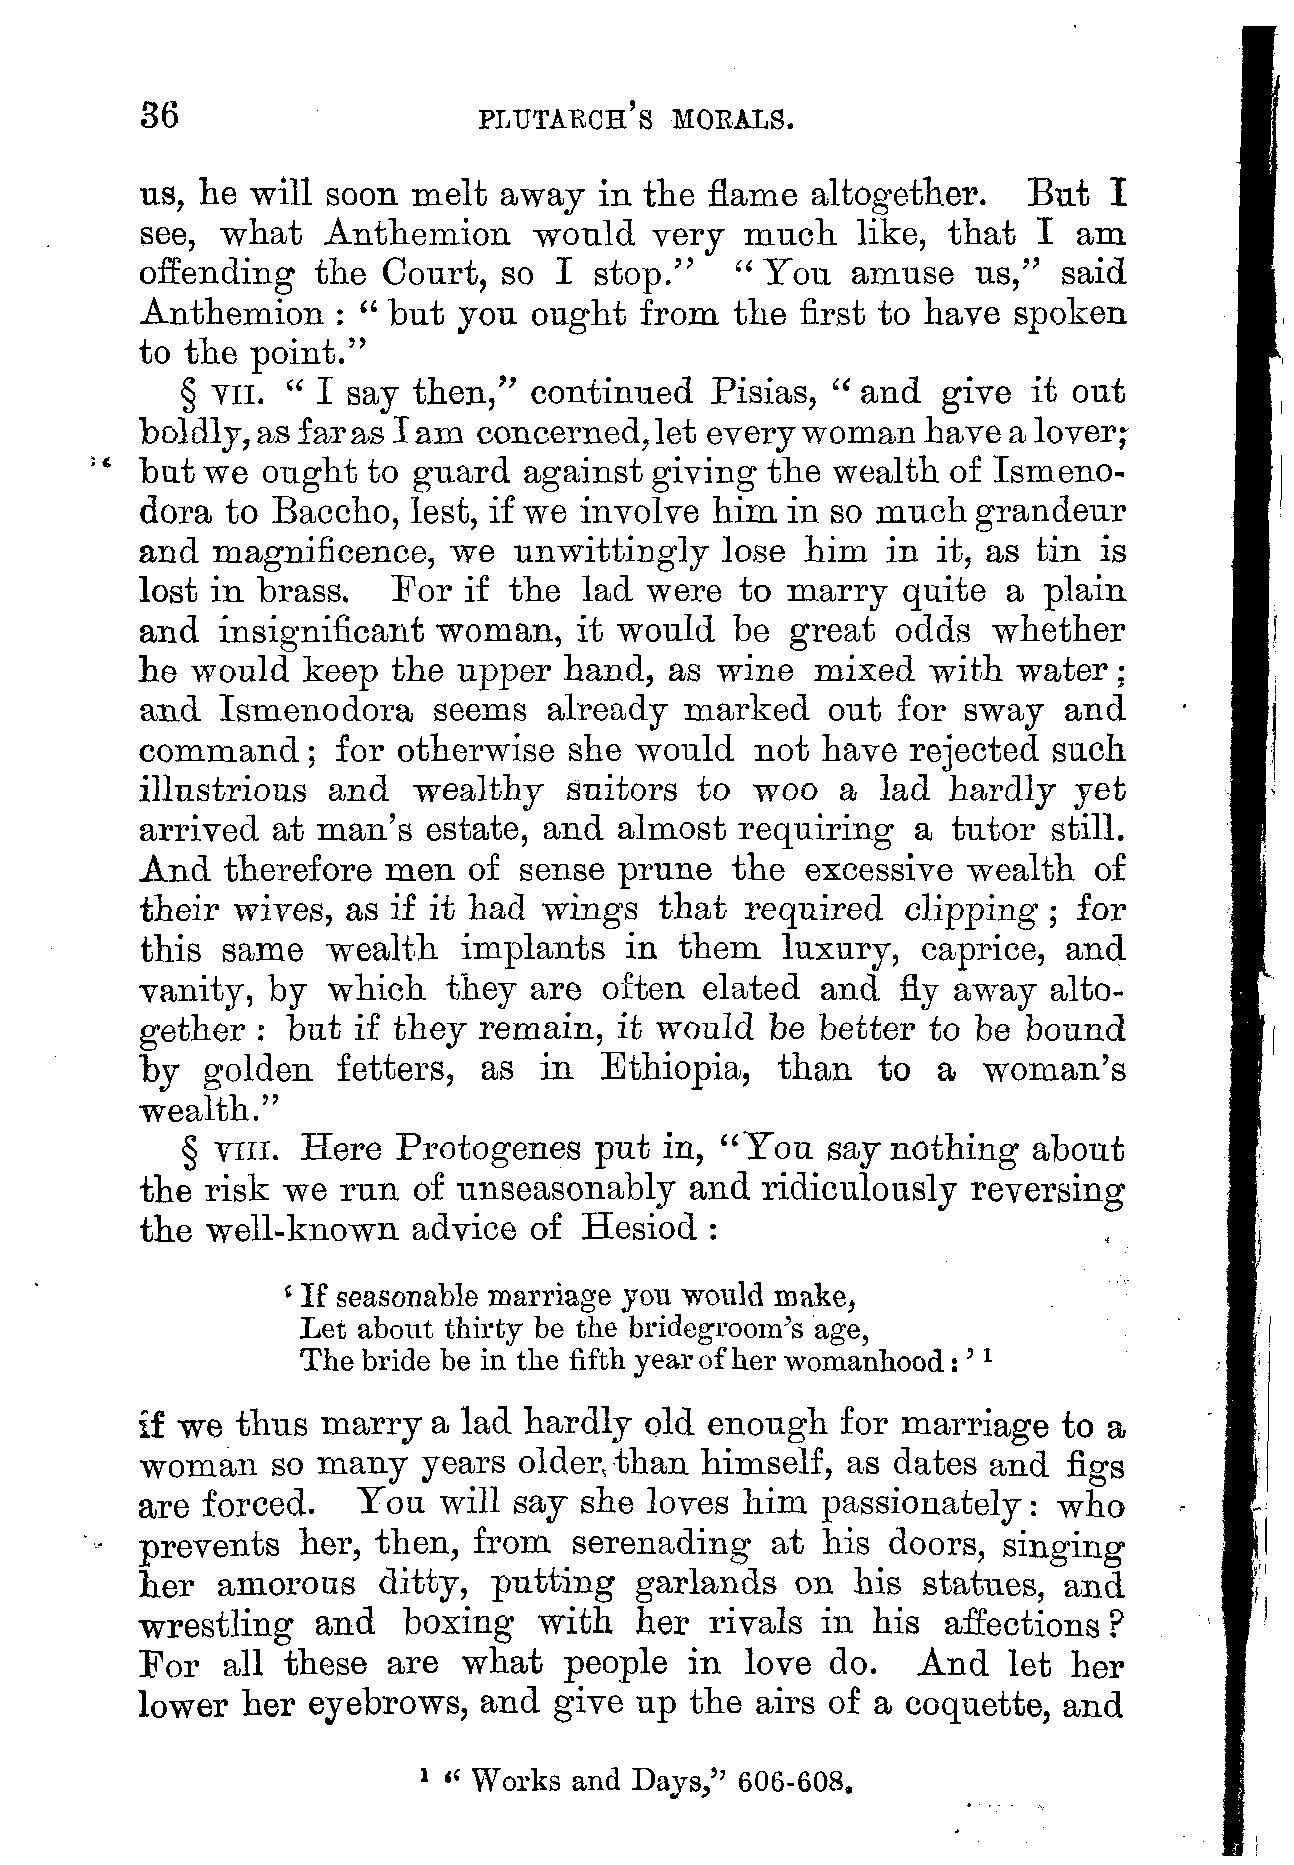 36 PLUTARCH'S MORALS.
us, he will soon melt away in the flame altogether. But I
see, what Anthemion would very much like, that I am
offending the Court, so I stop." "You amuse us," said
Anthemion : "but you ought from the first to have spoken
to the point."
§ VII. "I say then," continued Pisias, "and give it out
boldly, as far as I am concerned, let every woman have a lover;
but we ought to guard against giving the wealth of Ismeno-
dora to Baccho, lest, if we involve him in so much grandeur
and magnificence, we unwittingly lose him in it, as tin is
lost in brass. For if the lad were to marry quite a plain
and insignificant woman, it would be great odds whether
he would keep the upper hand, as wine mixed with water;
and Ismenodora seems already marked out for sway and
command; for otherwise she would not have rejected such
illustrious and wealthy suitors to woo a lad hardly yet
arrived at man's estate, and almost requiring a tutor still.
And therefore men of sense prune the excessive wealth of
their wives, as if it had wings that required clipping; for
this same wealth implants in them luxury, caprice, and
vanity, by which they are often elated and fly away alto-
gether : but if they remain, it would be better to be bound
by golden fetters, as in Ethiopia, than to a woman's
wealth."
§ VIII. Here Protogenes put in, "You say nothing about
the risk we run of unseasonably and ridiculously reversing
the well-known advice of Hesiod :
'If seasonable marriage you would make,
Let about thirty be the bridegroom's age,
The bride be in the fifth year of her womanhood:' 1
if we thus marry a lad hardly old enough for marriage to a
woman so many years older, than himself, as dates and figs
are forced. You will say she loves him passionately: who
prevents her, then, from serenading at his doors, singing
her amorous ditty, putting garlands on his statues, and
wrestling and boxing with her rivals in his affections?
For all these are what people in love do. And let her
lower her eyebrows, and give up the airs of a coquette, and
1 "Works and Days," 606-608.